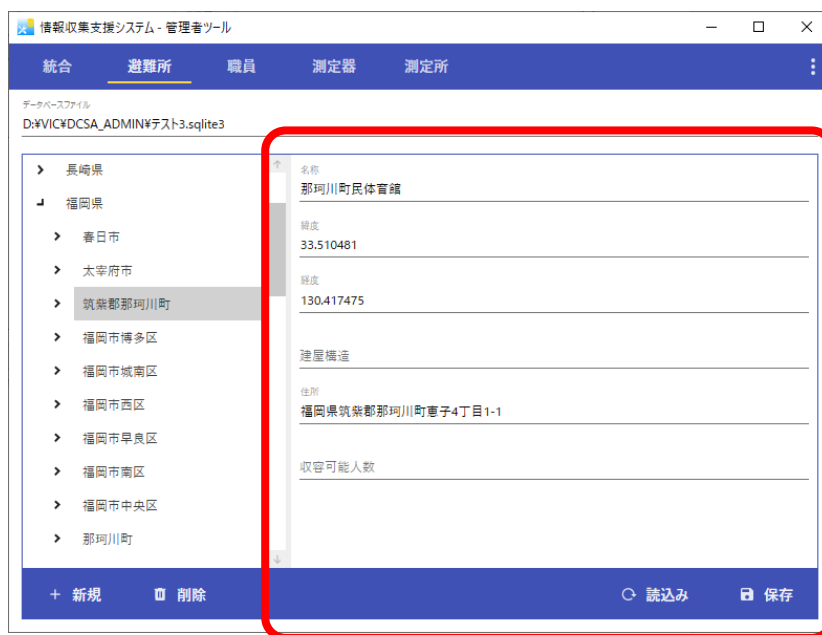 情報収集支援システム - 管理者ツール
統合 避難所 職員 測定器 測定所
データベースファイル
D:¥VIC¥DCSA_ADMIN¥テスト3.sqlite3
長崎県
福岡県
春日市
太宰府市
筑紫郡那珂川町
福岡市博多区
福岡市城南区
福岡市西区
福岡市早良区
福岡市南区
福岡市中央区
那珂川町
名称
那珂川町民体育館
緯度
33.510481
経度
130.417475
建屋構造
住所
福岡県筑紫郡那珂川町恵子4丁目1-1
収容可能人数
+ 新規 削除 読込み 保存